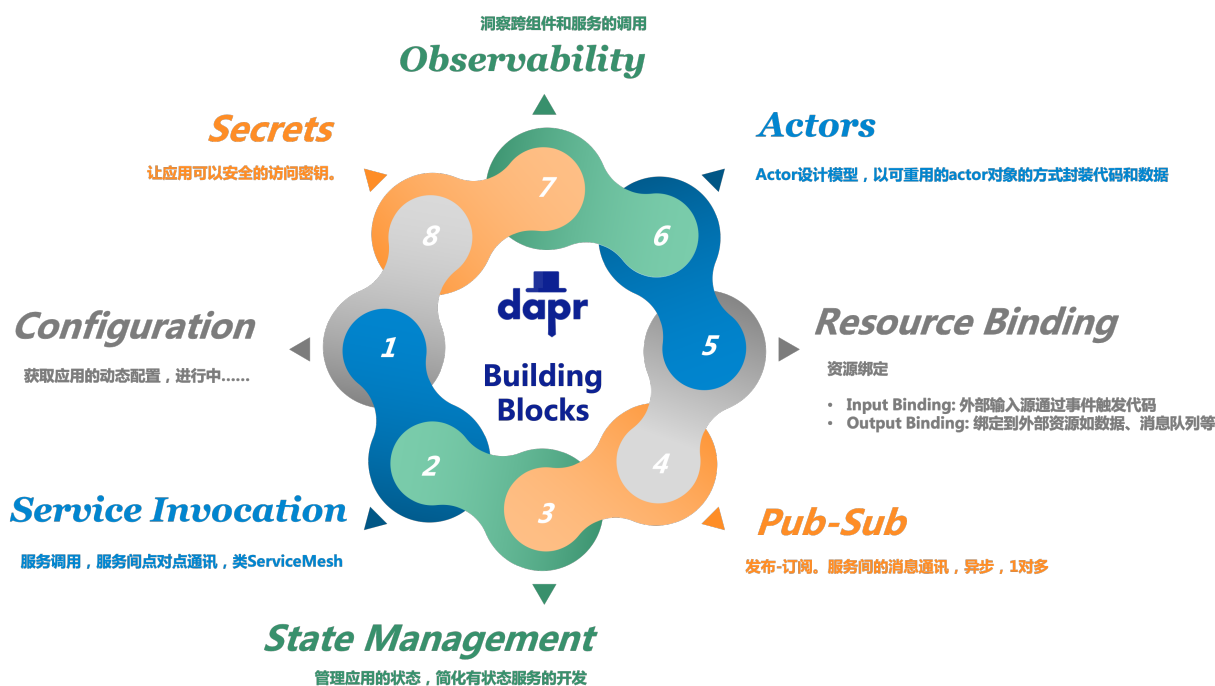 洞察跨组件和服务的调用
Observability
Secrets
让应用可以安全的访问密钥。
Actors
Actor设计模型，以可重用的actor对象的方式封装代码和数据
7
8
6
Configuration
获取应用的动态配置，进行中……
1
dapr
Building
Blocks
5
Resource Binding
资源绑定
• Input Binding: 外部输入源通过事件触发代码
• Output Binding: 绑定到外部资源如数据、消息队列等
2
3
4
Service Invocation
服务调用，服务间点对点通讯，类ServiceMesh
Pub-Sub
发布-订阅。服务间的消息通讯，异步，1对多
State Management
管理应用的状态，简化有状态服务的开发